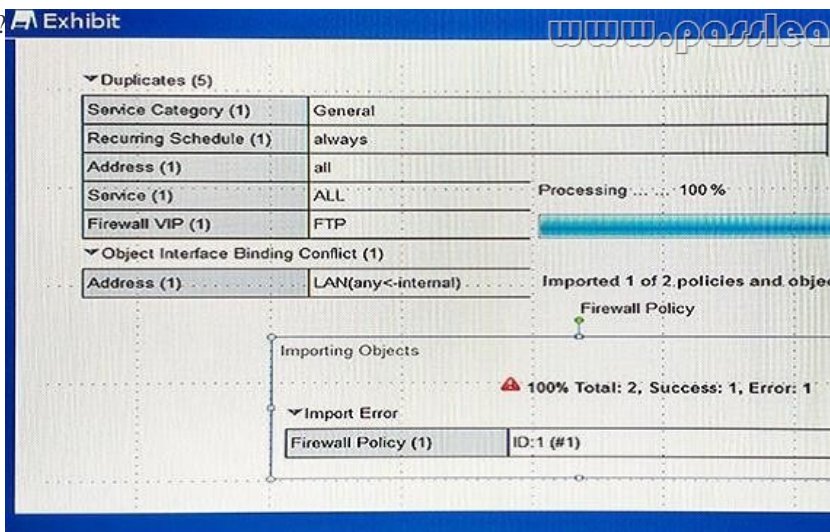 ?
Exhibit
▼Duplicates (5)
Service Category (1) General
Recurring Schedule (1) always
Address (1) all
Service (1) ALL
Firewall VIP (1) FTP
Processing ... ... 100 %
▼Object Interface Binding Conflict (1)
Address (1) LAN(any<-internal)
Imported 1 of 2 policies and
Firewall Policy
Importing Objects
100% Total: 2, Success: 1, Error: 1
▼Import Error
Firewall Policy (1) ID:1 (#1)